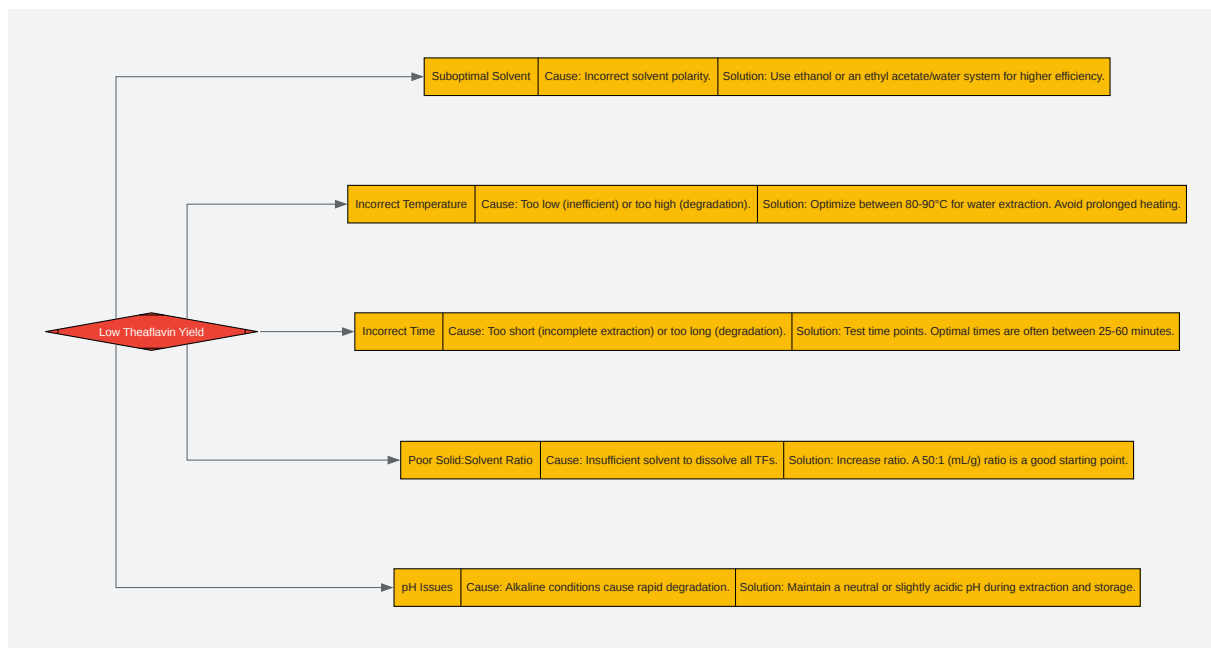 Suboptimal Solvent
Cause: Incorrect solvent polarity.
Solution: Use ethanol or an ethyl acetate/water system for higher efficiency.
Incorrect Temperature
Cause: Too low (inefficient) or too high (degradation).
Solution: Optimize between 80-90°C for water extraction. Avoid prolonged heating.
Low Theaflavin Yield
Incorrect Time
Cause: Too short (incomplete extraction) or too long (degradation).
Solution: Test time points. Optimal times are often between 25-60 minutes.
Poor Solid:Solvent Ratio
Cause: Insufficient solvent to dissolve all TFs.
Solution: Increase ratio. A 50:1 (mL/g) ratio is a good starting point.
pH Issues
Cause: Alkaline conditions cause rapid degradation.
Solution: Maintain a neutral or slightly acidic pH during extraction and storage.